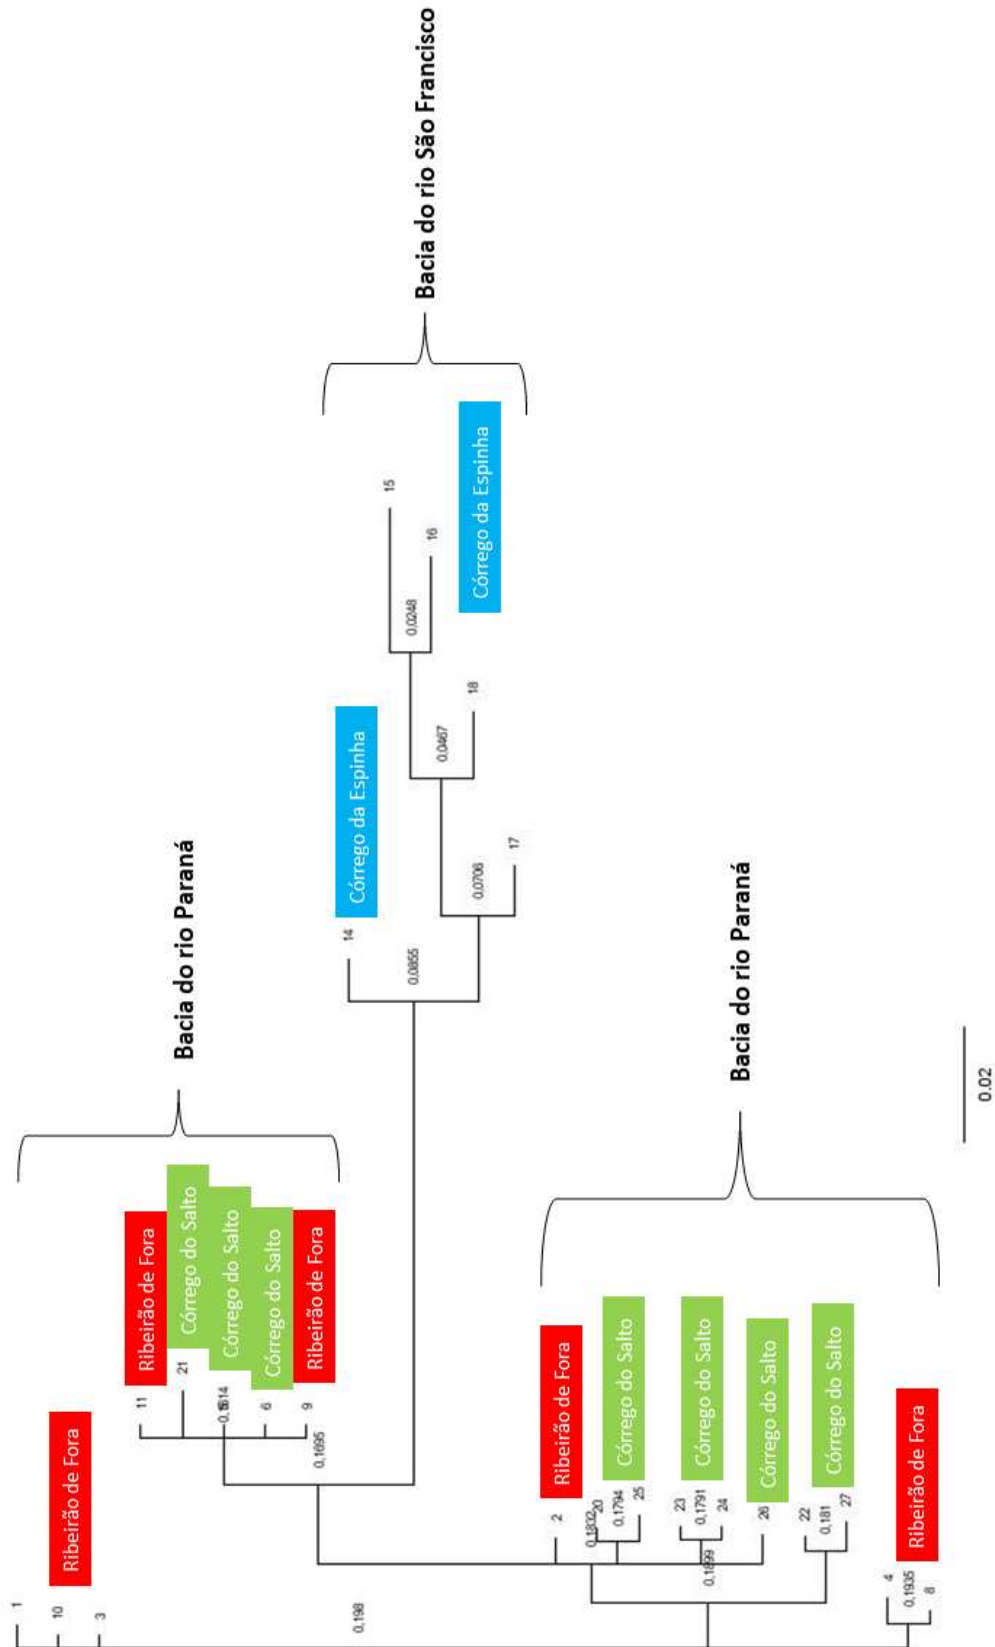 1
10
Ribeirão de Fora
3
11
Ribeirão de Fora
21
Córrego do Salto
Bacia do rio Paraná
Córrego do Salto
6
Córrego do Salto
9
Ribeirão de Fora
0,1695
14
Córrego da Espinha
0,198
15
0,0248
16
0,0855
Bacia do rio São Francisco
0,0467
18
Córrego da Espinha
0,0706
17
2
Ribeirão de Fora
0,1832
20
0,1794
Córrego do Salto
25
23
0,1791
Córrego do Salto
24
0,1899
Bacia do rio Paraná
26
Córrego do Salto
22
0,181
Córrego do Salto
27
4
0,1935
Ribeirão de Fora
8
0.02